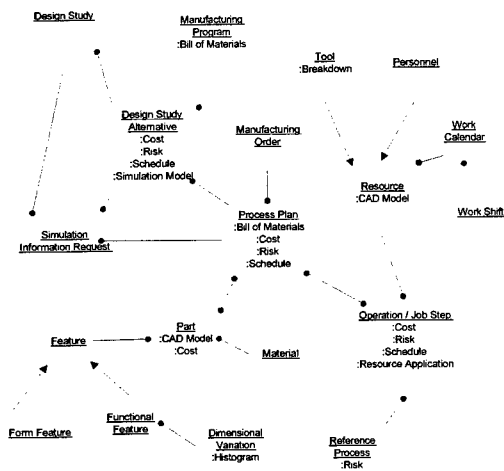 Design Study
Manufacturing
Program
:Bill of Materials
Tool
:Breakdown
Personnel
Design Study
Alternative
:Cost
:Risk
:Schedule
:Simulation Model
Manufacturing
Order
Work
Calendar
Resource
:CAD Model
Work Shift
Simulation
Information Request
Process Plan
:Bill of Materials
:Cost
:Risk
:Schedule
Operation / Job Step
:Cost
:Risk
:Schedule
:Resource Application
Feature
Part
:CAD Model
:Cost
Material
Form Feature
Functional
Feature
Dimensional
Variation
:Histogram
Reference
Process
:Risk